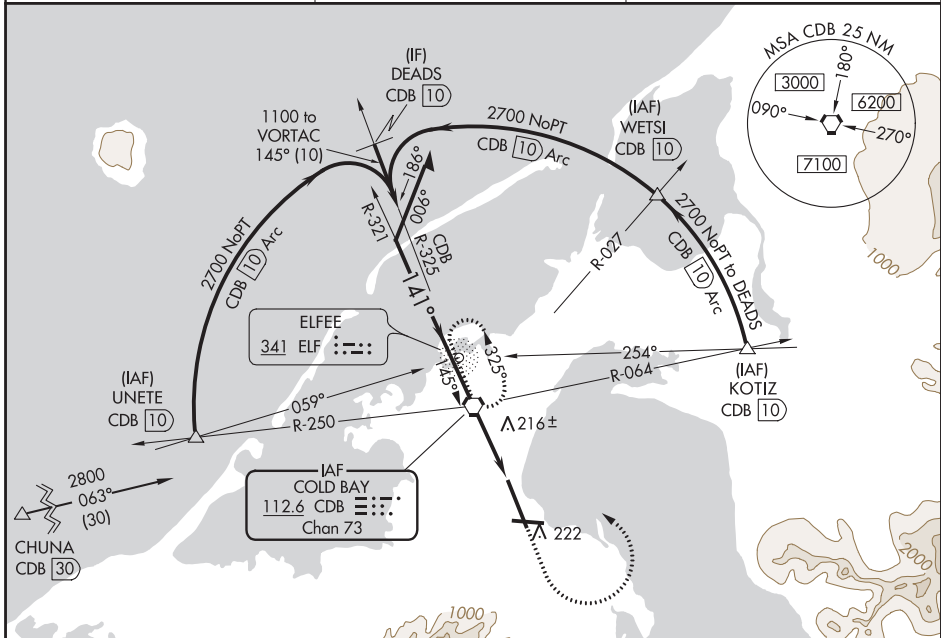 (IF)
DEADS
CDB 10
1100 to
VORTAC
145° (10)
2700 NoPT
CDB 10 Arc
(IAF)
WETSI
CDB 10
MSA CDB 25 NM
3000
180°
6200
090°
270°
7100
1000
186°
006°
R-321
CDB
R-325
141°
2700 NoPT
CDB 10 Arc
R-027
2700 NoPT to DEADS
CDB 10 Arc
ELFEE
341 ELF
325°
145°
254°
R-064
(IAF)
KOTIZ
CDB 10
(IAF)
UNETE
CDB 10
059°
R-250
216±
2800
063°
(30)
CHUNA
CDB 30
IAF
COLD BAY
112.6 CDB
Chan 73
222
2000
1000